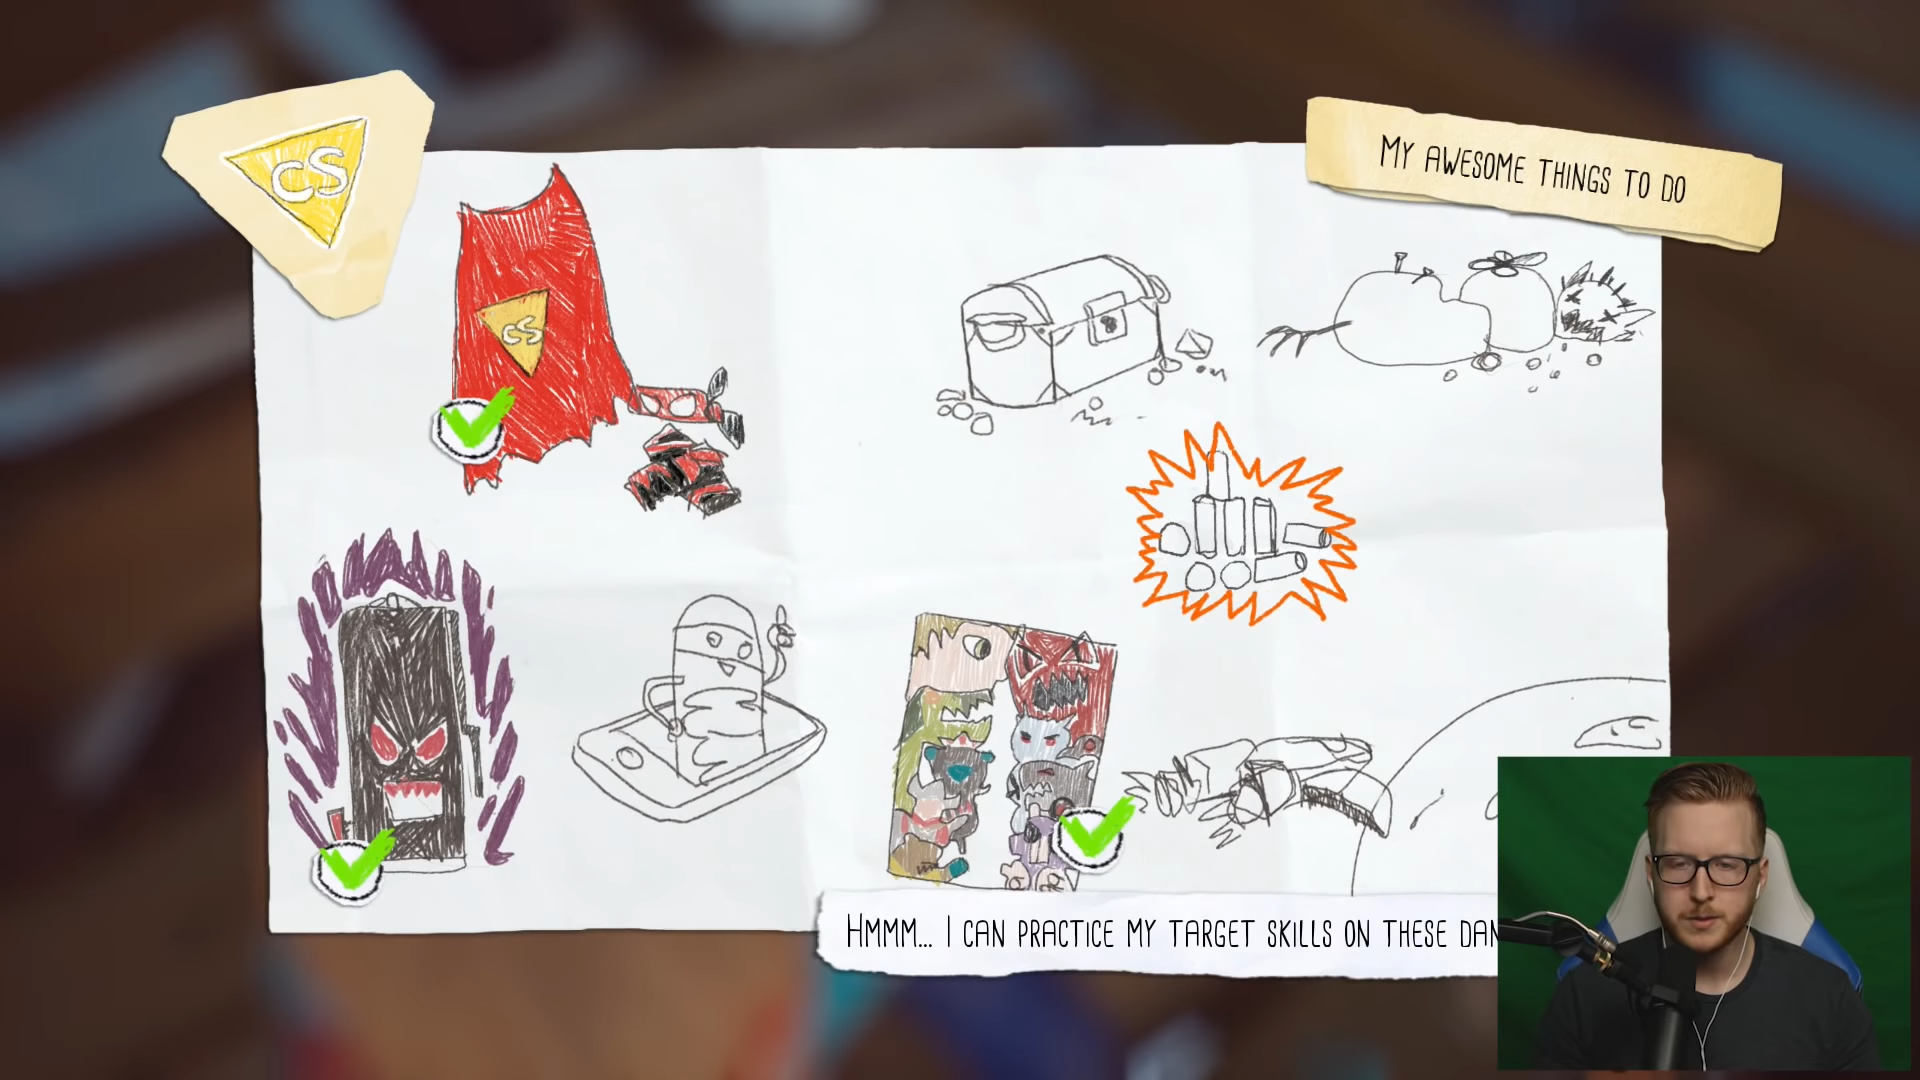 CS
MY AWESOME THINGS TO DO
CS
HMMM... I CAN PRACTICE MY TARGET SKILLS ON THESE